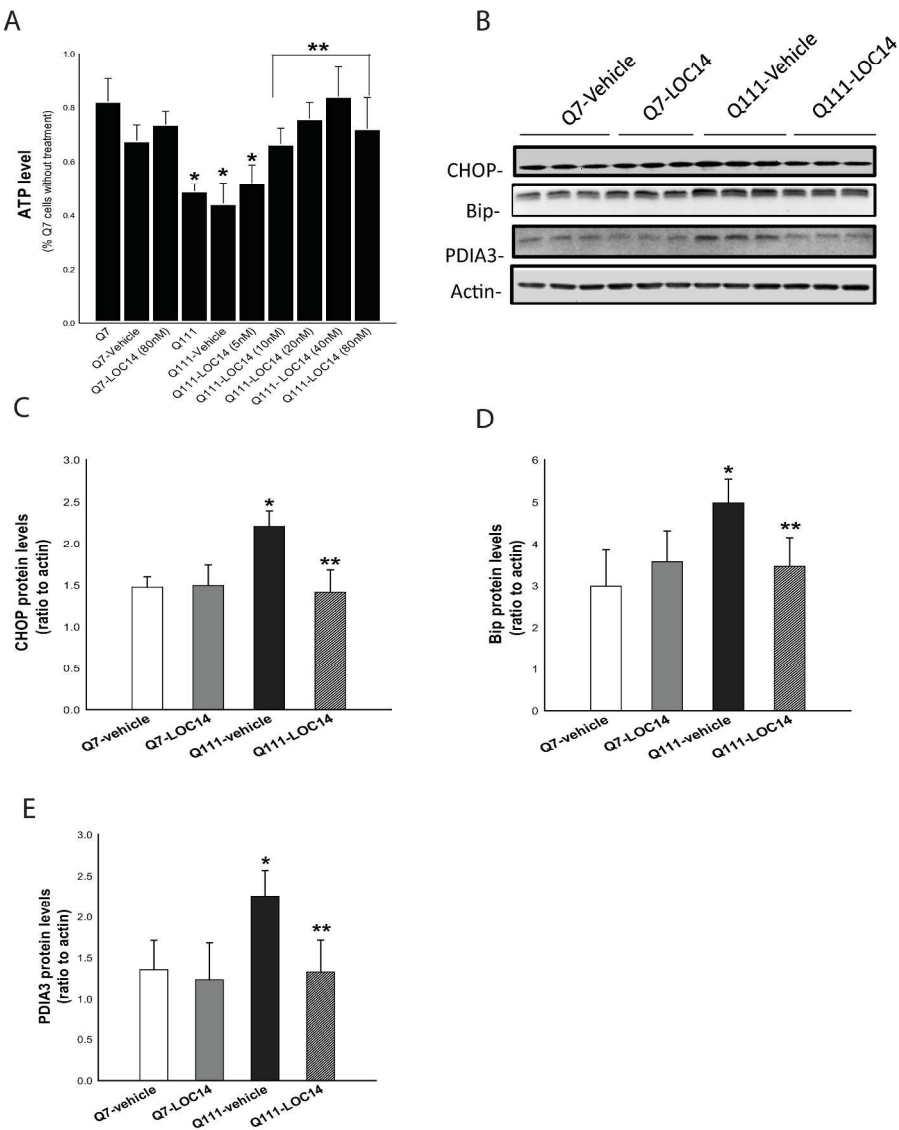 A
**
1.0
0.8
0.6
0.4
0.2
0.0
ATP level
(% Q7 cells without treatment)
*
*
*
Q7
Q7-Vehicle
Q7-LOC14 (80nM)
Q111
Q111-Vehicle
Q111-LOC14 (5nM)
Q111-LOC14 (10nM)
Q111-LOC14 (20nM)
Q111- LOC14 (40nM)
Q111-LOC14 (80nM)
B
Q7-Vehicle
Q7-LOC14
Q111-Vehicle
Q111-LOC14
CHOP-
Bip-
PDIA3-
Actin-
C
3.0
2.5
2.0
1.5
1.0
0.5
0.0
CHOP protein levels
(ratio to actin)
*
**
Q7-vehicle
Q7-LOC14
Q111-vehicle
Q111-LOC14
D
6
5
4
3
2
1
0
Bip protein levels
(ratio to actin)
*
**
Q7-vehicle
Q7-LOC14
Q111-vehicle
Q111-LOC14
E
3.0
2.5
2.0
1.5
1.0
0.5
0.0
PDIA3 protein levels
(ratio to actin)
*
**
Q7-vehicle
Q7-LOC14
Q111-vehicle
Q111-LOC14